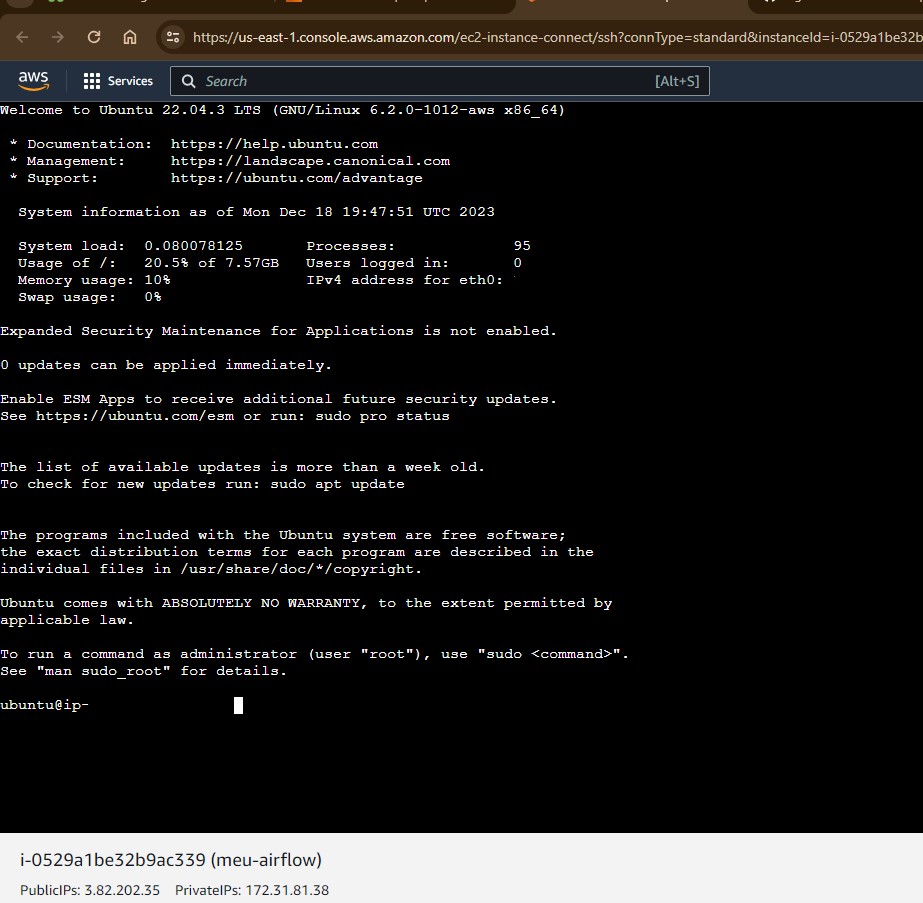 https://us-east-1.console.aws.amazon.com/ec2-instance-connect/ssh?connType=standard&instanceId=i-0529a1be32b
aws Services Search [Alt+S]
Welcome to Ubuntu 22.04.3 LTS (GNU/Linux 6.2.0-1012-aws x86_64)
* Documentation: https://help.ubuntu.com
* Management: https://landscape.canonical.com
* Support: https://ubuntu.com/advantage
System information as of Mon Dec 18 19:47:51 UTC 2023
System load: 0.080078125 Processes: 95
Usage of /: 20.5% of 7.57GB Users logged in: 0
Memory usage: 10% IPv4 address for eth0:
Swap usage: 0%
Expanded Security Maintenance for Applications is not enabled.
0 updates can be applied immediately.
Enable ESM Apps to receive additional future security updates.
See https://ubuntu.com/esm or run: sudo pro status
The list of available updates is more than a week old.
To check for new updates run: sudo apt update
The programs included with the Ubuntu system are free software;
the exact distribution terms for each program are described in the
individual files in /usr/share/doc/*/copyright.
Ubuntu comes with ABSOLUTELY NO WARRANTY, to the extent permitted by
applicable law.
To run a command as administrator (user "root"), use "sudo <command>".
See "man sudo_root" for details.
ubuntu@ip-
i-0529a1be32b9ac339 (meu-airflow)
PublicIPs: 3.82.202.35 PrivateIPs: 172.31.81.38